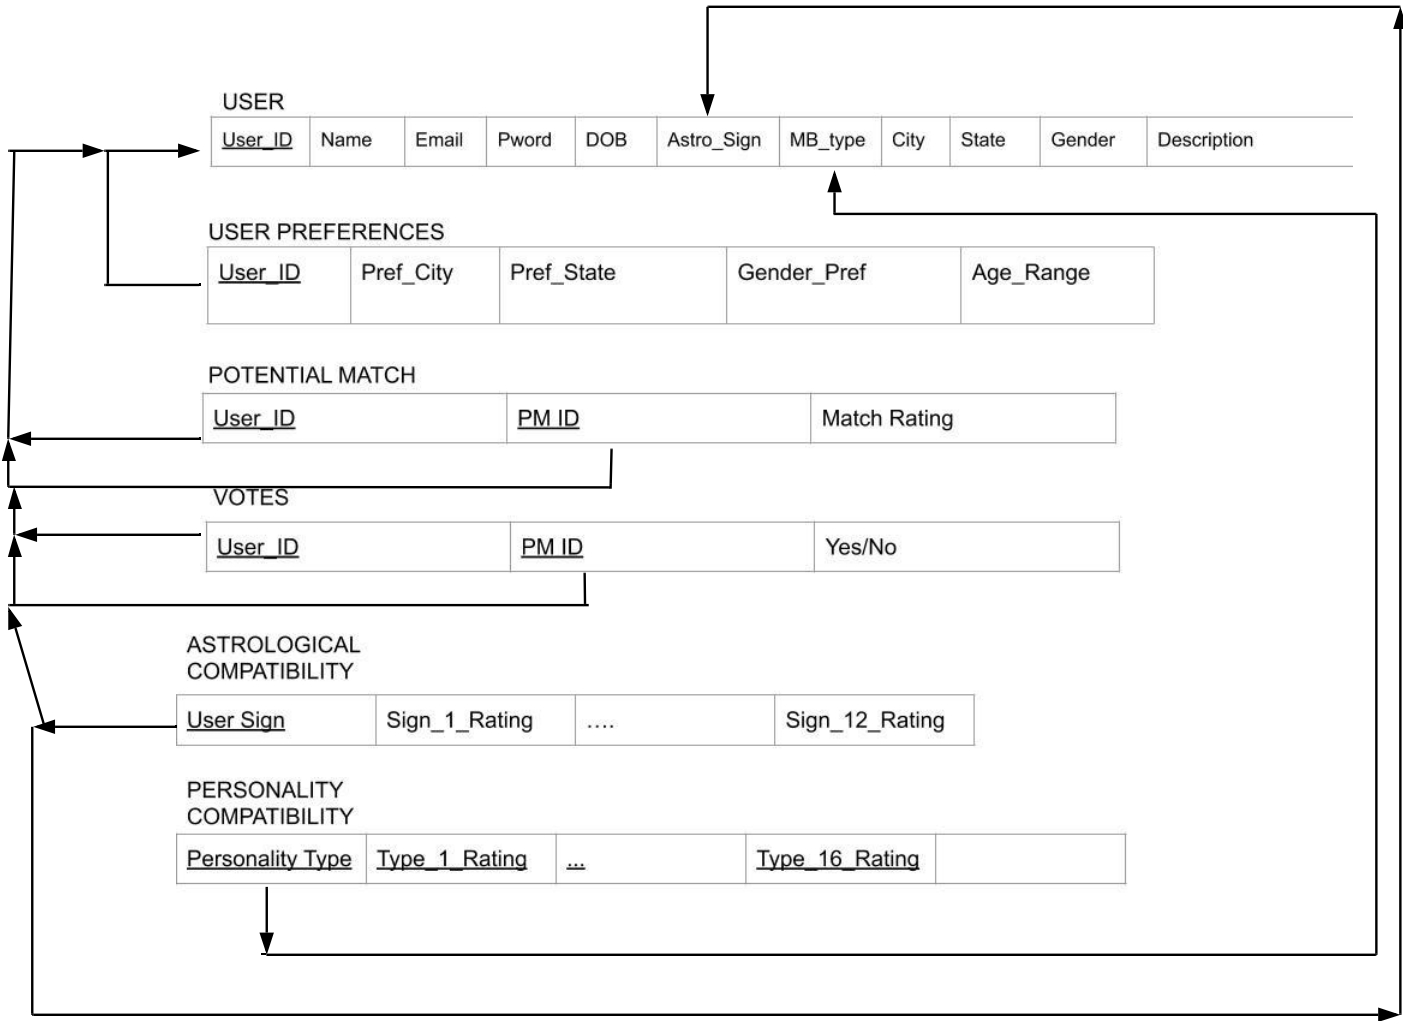 USER
User_ID Name Email Pword DOB Astro_Sign MB_type City State Gender Description
USER PREFERENCES
User_ID Pref_City Pref_State Gender_Pref Age_Range
POTENTIAL MATCH
User_ID PM ID Match Rating
VOTES
User_ID PM ID Yes/No
ASTROLOGICAL
COMPATIBILITY
User Sign Sign_1_Rating .... Sign_12_Rating
PERSONALITY
COMPATIBILITY
Personality Type Type_1_Rating ... Type_16_Rating